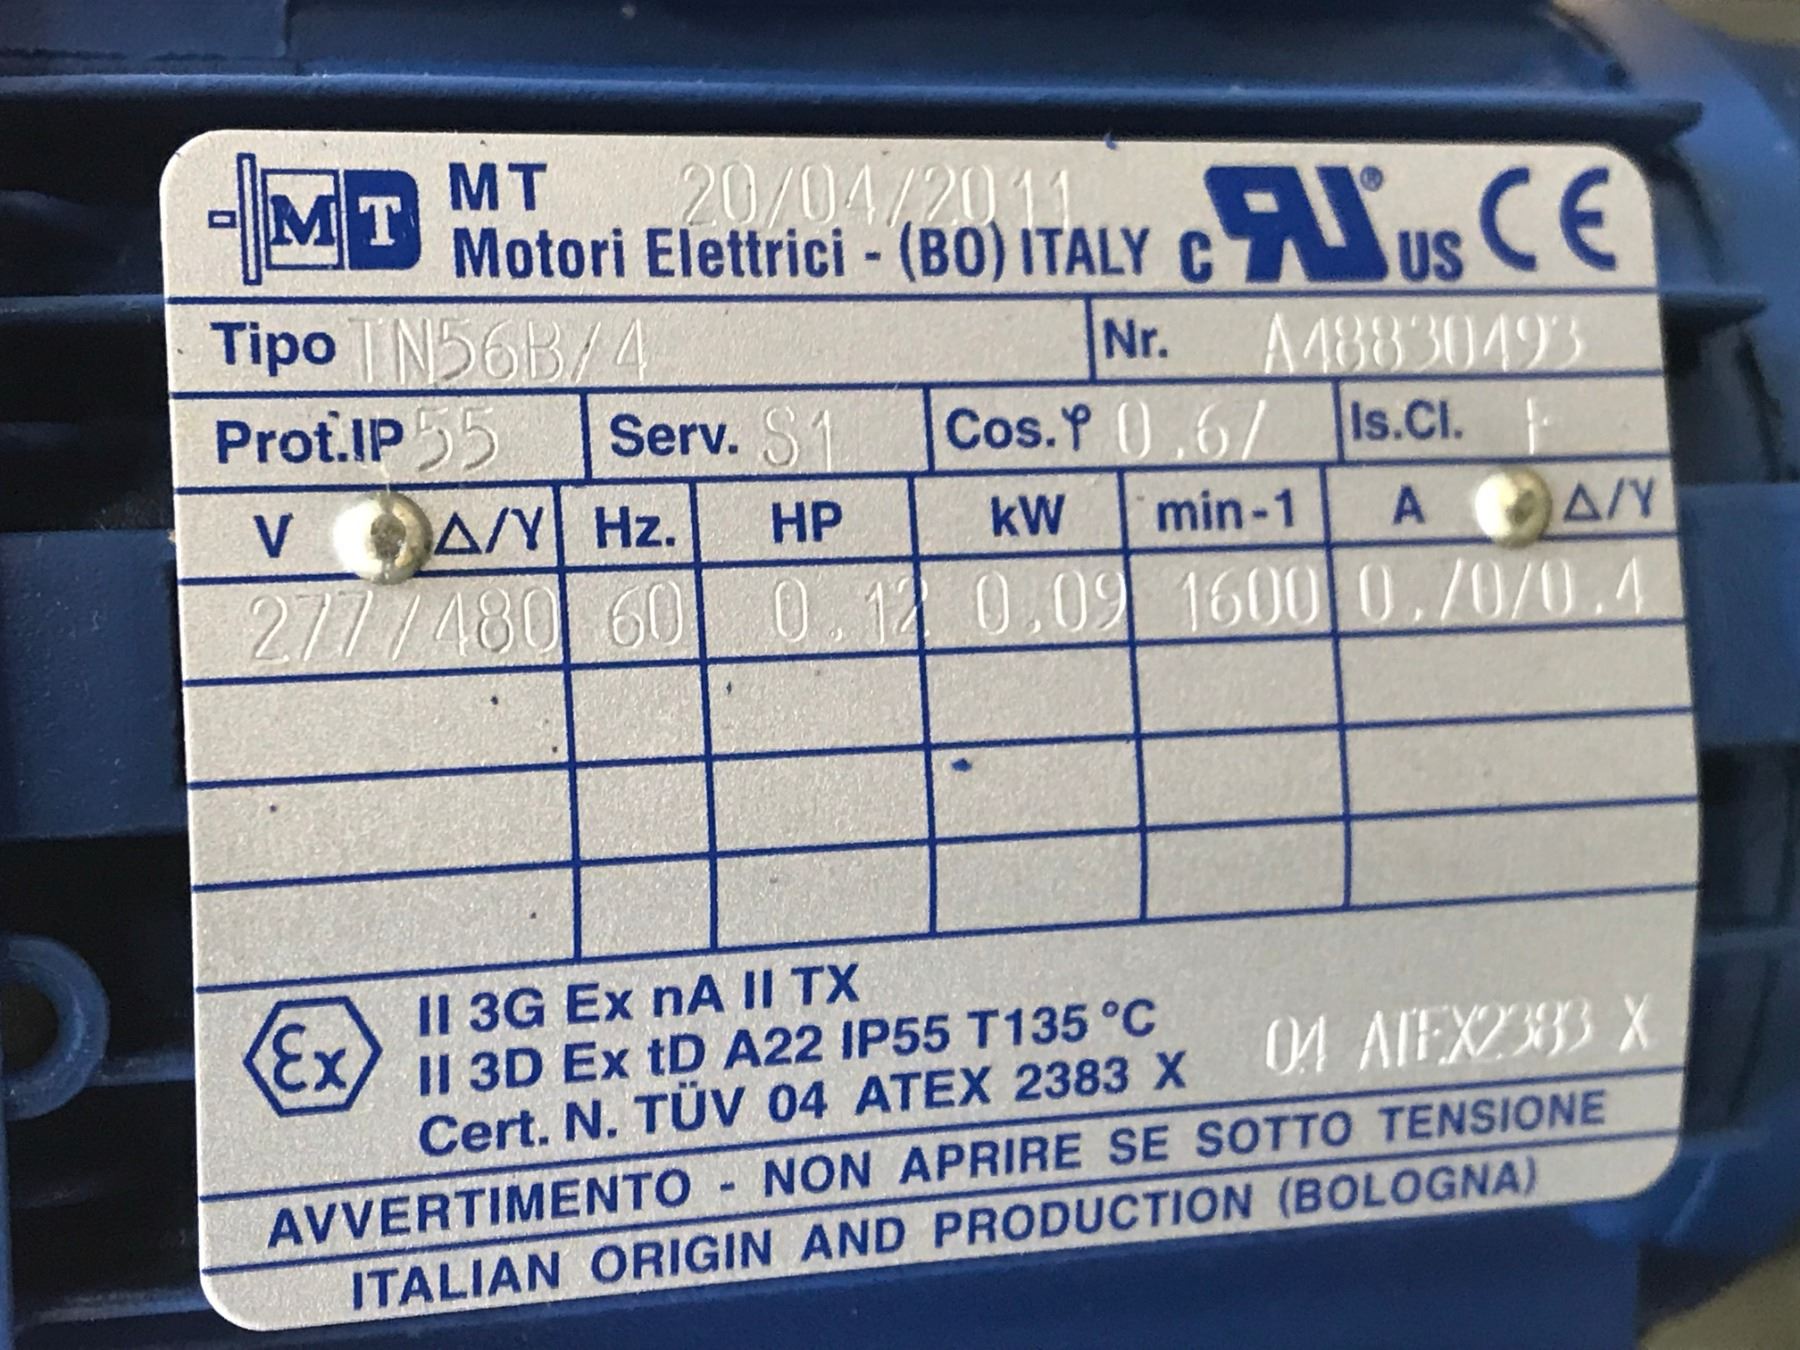 MT MT 20/04/2011
Motori Elettrici - (BO) ITALY c RU® US CE
Tipo TN56B/4 Nr. A48830493
Prot.IP 55 Serv. S1 Cos.φ 0.67 Is.Cl. F
V Δ/Y Hz. HP kW min-1 A Δ/Y
277/480 60 0.12 0.09 1600 0.70/0.4
Ex II 3G Ex nA II TX
II 3D Ex tD A22 IP55 T135 °C
Cert. N. TÜV 04 ATEX 2383 X 04 ATEX2383 X
AVVERTIMENTO - NON APRIRE SE SOTTO TENSIONE
ITALIAN ORIGIN AND PRODUCTION (BOLOGNA)